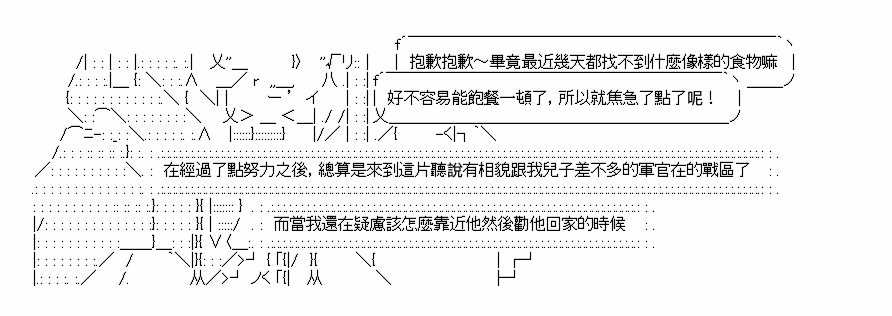 抱歉抱歉～畢竟最近幾天都找不到什麼像樣的食物嘛
好不容易能飽餐一頓了，所以就焦急了點了呢！
在經過了點努力之後，總算是來到這片聽說有相貌跟我兒子差不多的軍官在的戰區了
而當我還在疑慮該怎麼靠近他然後勸他回家的時候